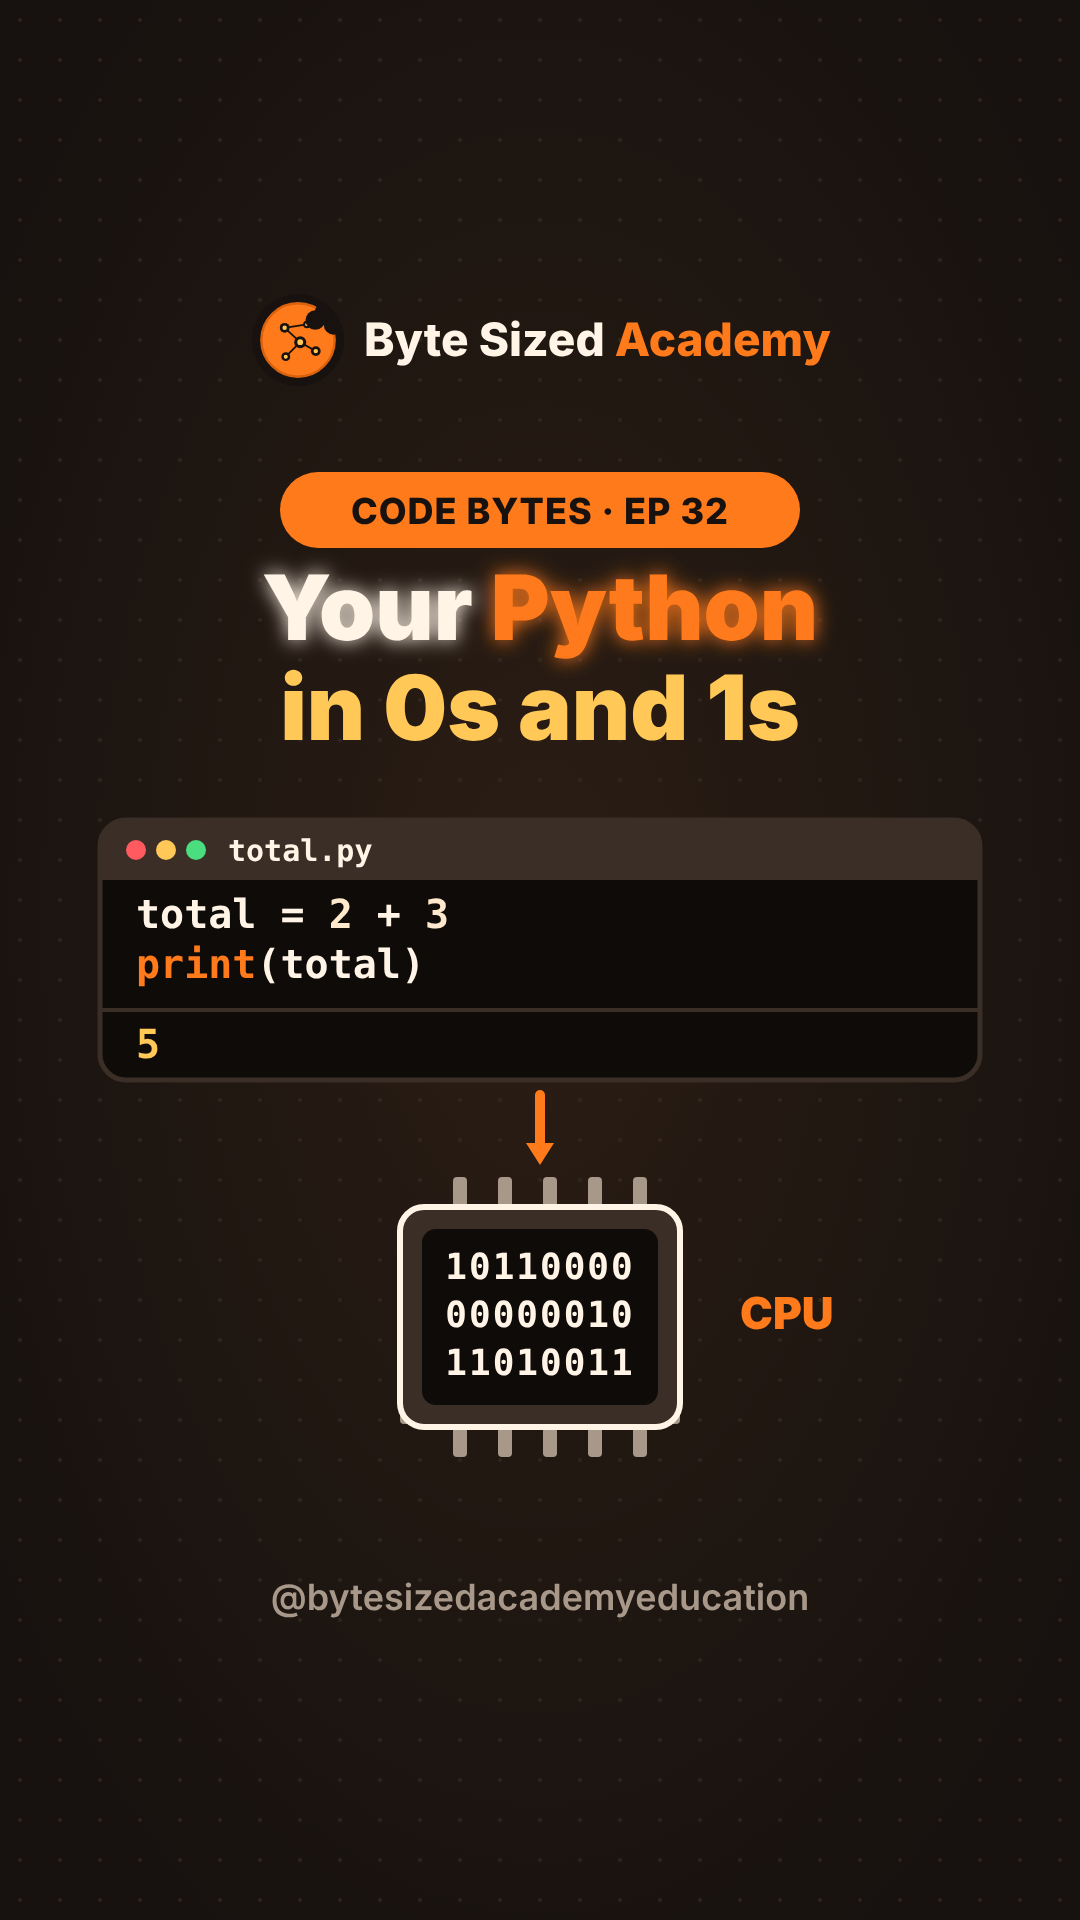 Byte Sized Academy
CODE BYTES · EP 32
Your Python
in 0s and 1s
total.py
total = 2 + 3
print(total)
5
10110000
00000010
11010011
CPU
@bytesizedacademyeducation